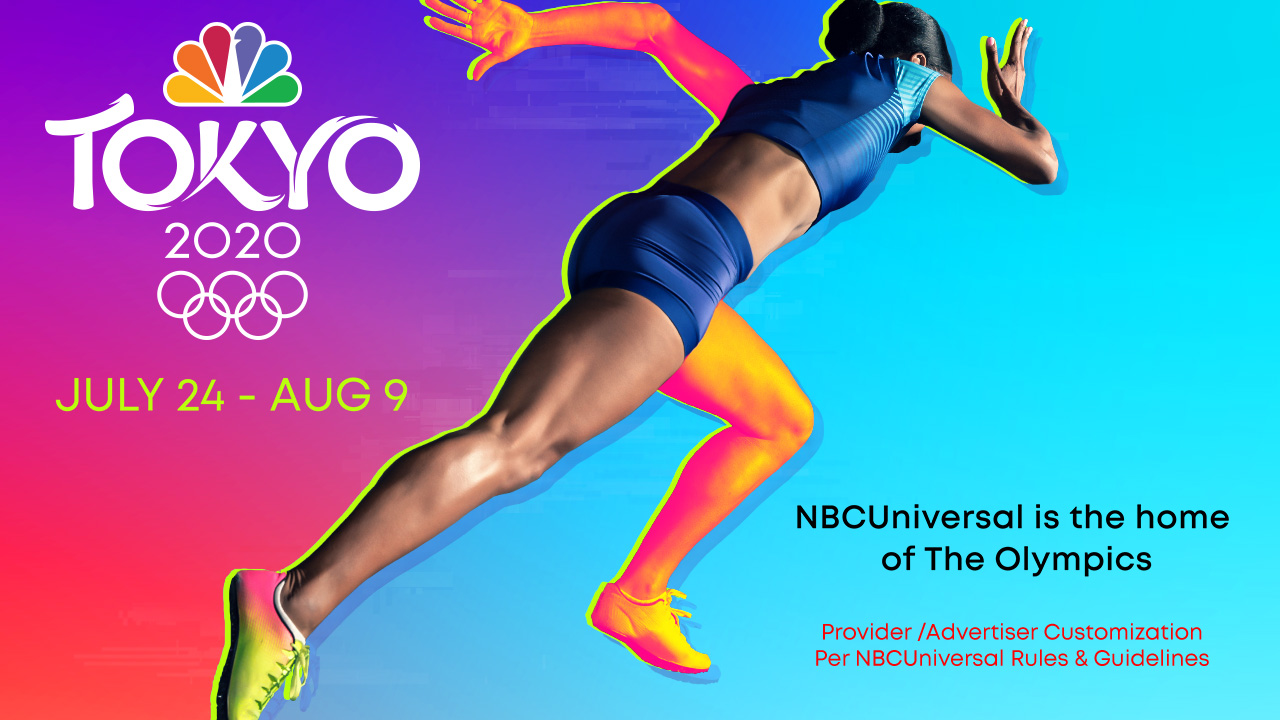 TOKYO
2020
JULY 24 - AUG 9
NBCUniversal is the home
of The Olympics
Provider /Advertiser Customization
Per NBCUniversal Rules & Guidelines